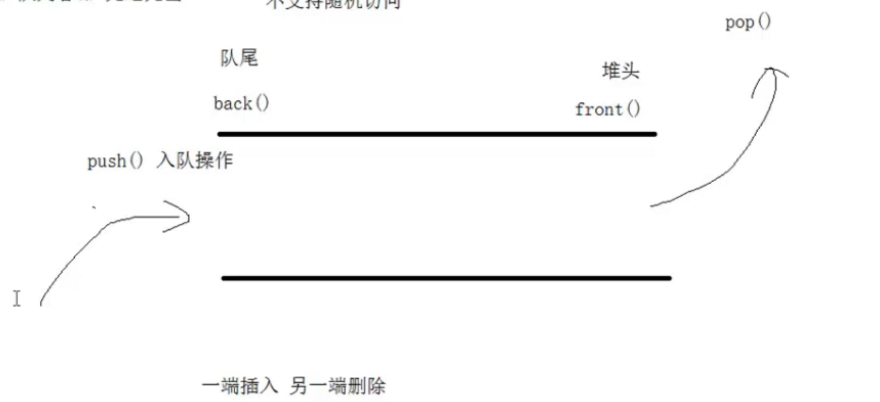 不支持随机访问
pop()
队尾
堆头
back()
front()
push() 入队操作
一端插入 另一端删除